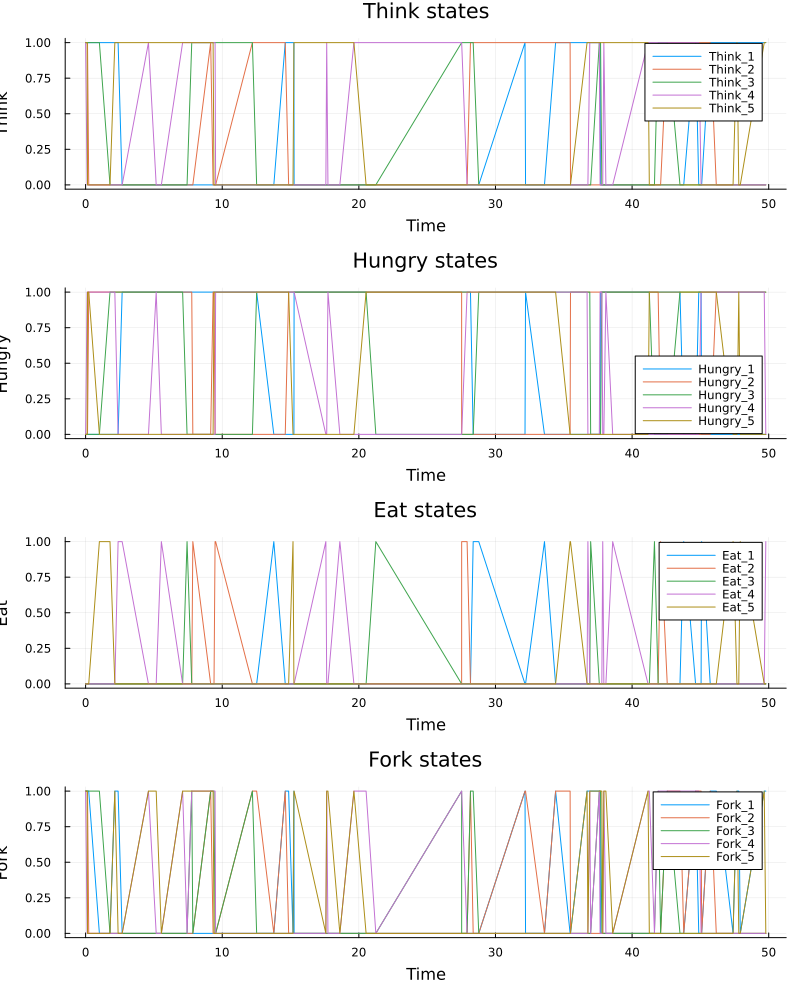 Think states
1.00
Think_1
Think_2
0.75
Think_3
Think_4
Think
0.50
Think_5
0.25
0.00
0 10 20 30 40 50
Time
Hungry states
1.00
0.75
Hungry
0.50
Hungry_1
Hungry_2
0.25
Hungry_3
Hungry_4
Hungry_5
0.00
0 10 20 30 40 50
Time
Eat states
1.00
Eat_1
Eat_2
0.75
Eat_3
Eat_4
Eat
0.50
Eat_5
0.25
0.00
0 10 20 30 40 50
Time
Fork states
1.00
Fork_1
Fork_2
0.75
Fork_3
Fork_4
Fork
0.50
Fork_5
0.25
0.00
0 10 20 30 40 50
Time